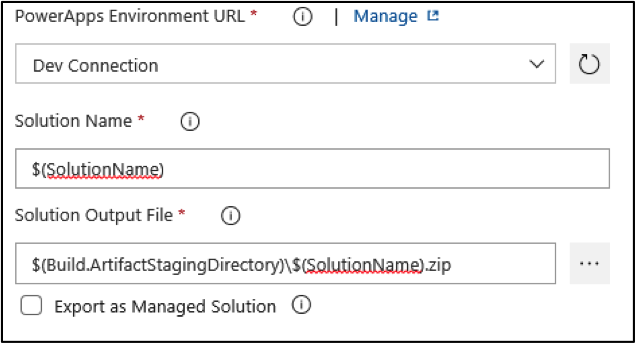 PowerApps Environment URL * | Manage
Dev Connection
Solution Name *
$(SolutionName)
Solution Output File *
$(Build.ArtifactStagingDirectory)\$(SolutionName).zip
...
Export as Managed Solution